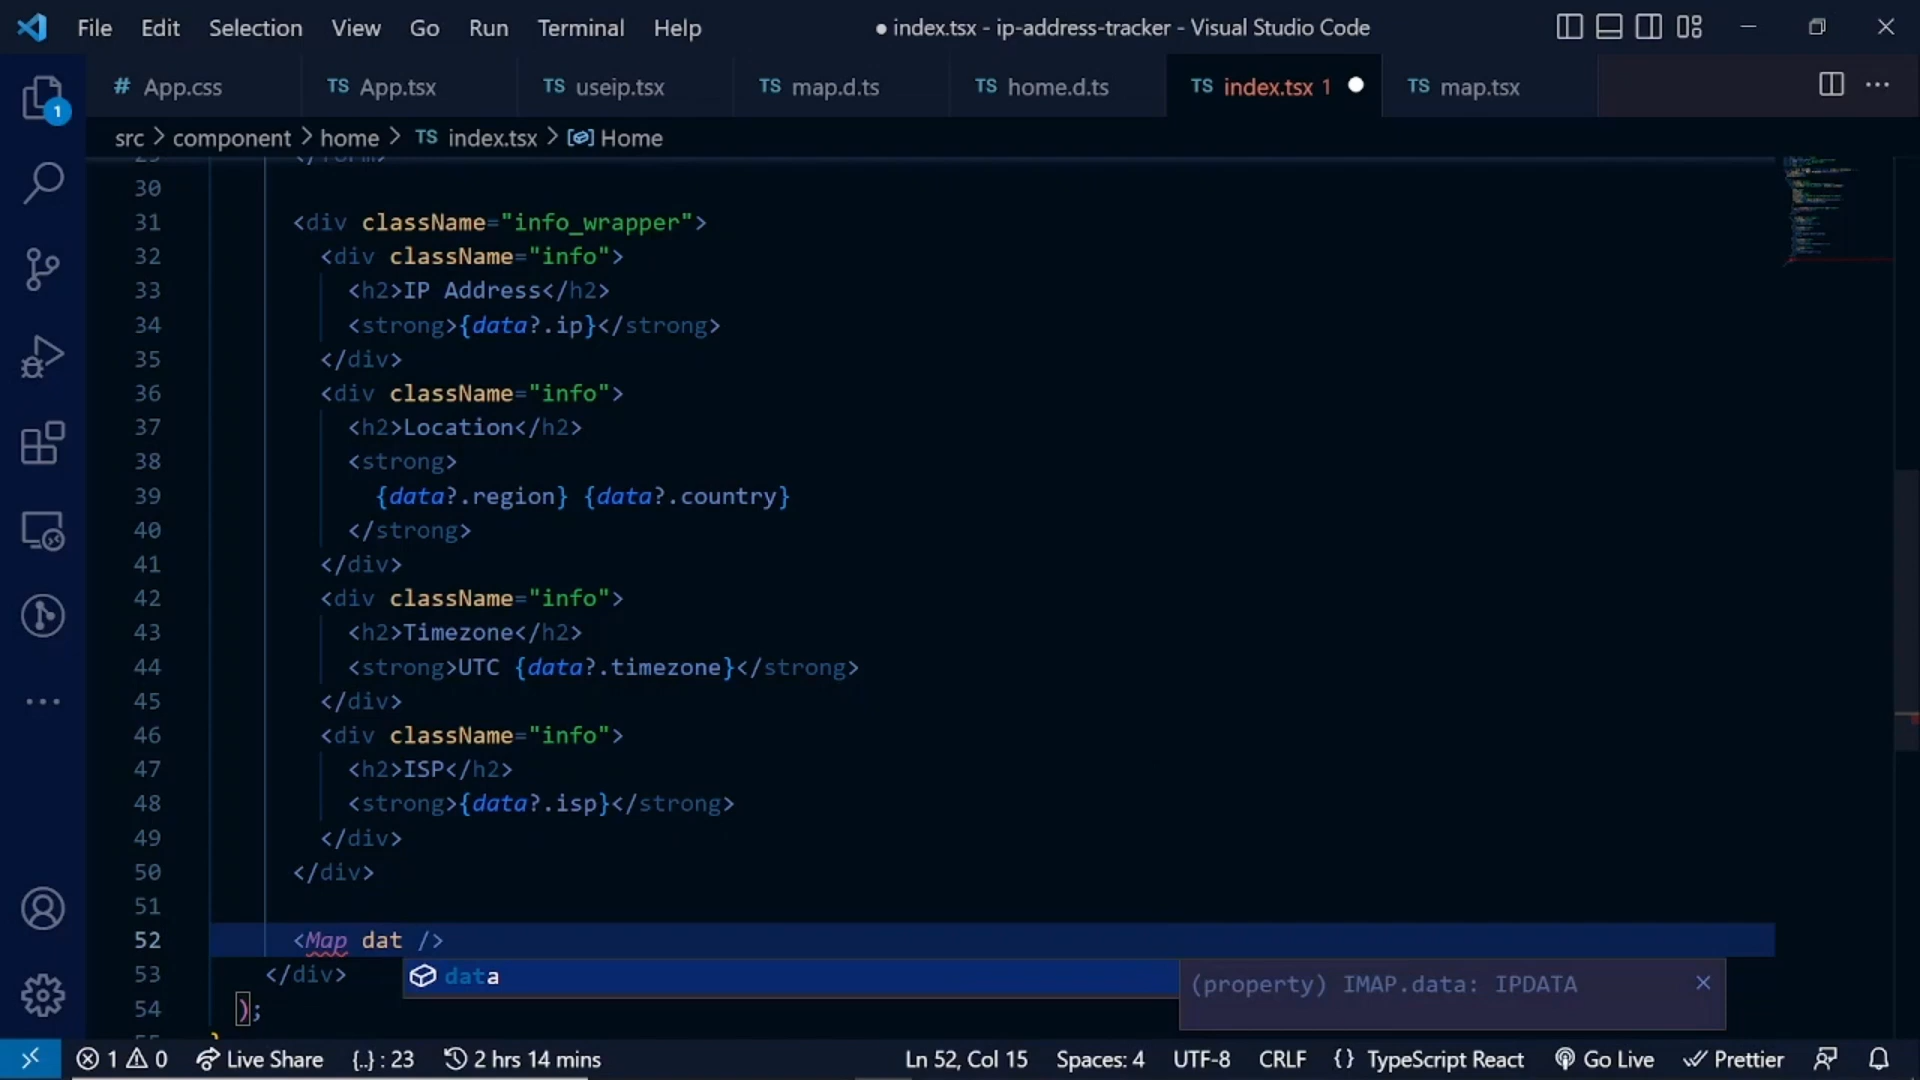 File Edit Selection View Go Run Terminal Help
● index.tsx - ip-address-tracker - Visual Studio Code
# App.css TS App.tsx TS useip.tsx TS map.d.ts TS home.d.ts TS index.tsx 1 ● TS map.tsx
1
src > component > home > TS index.tsx > Home
29 </form>
30
31 <div className="info_wrapper">
32 <div className="info">
33 <h2>IP Address</h2>
34 <strong>{data?.ip}</strong>
35 </div>
36 <div className="info">
37 <h2>Location</h2>
38 <strong>
39 {data?.region} {data?.country}
40 </strong>
41 </div>
42 <div className="info">
43 <h2>Timezone</h2>
44 <strong>UTC {data?.timezone}</strong>
45 </div>
46 <div className="info">
47 <h2>ISP</h2>
48 <strong>{data?.isp}</strong>
49 </div>
50 </div>
51
52 <Map dat />
53 </div>
data
(property) IMAP.data: IPDATA
54 );
1 0 Live Share {..} : 23 2 hrs 14 mins Ln 52, Col 15 Spaces: 4 UTF-8 CRLF {} TypeScript React Go Live Prettier